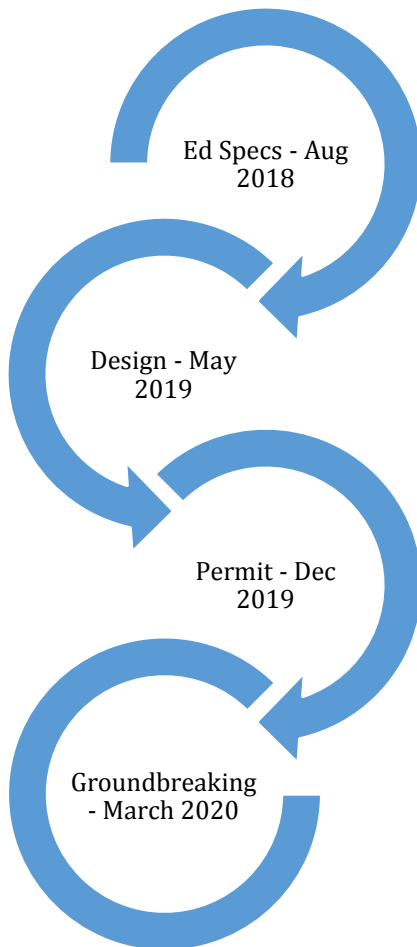 Ed Specs - Aug
2018
Design - May
2019
Permit - Dec
2019
Groundbreaking
- March 2020